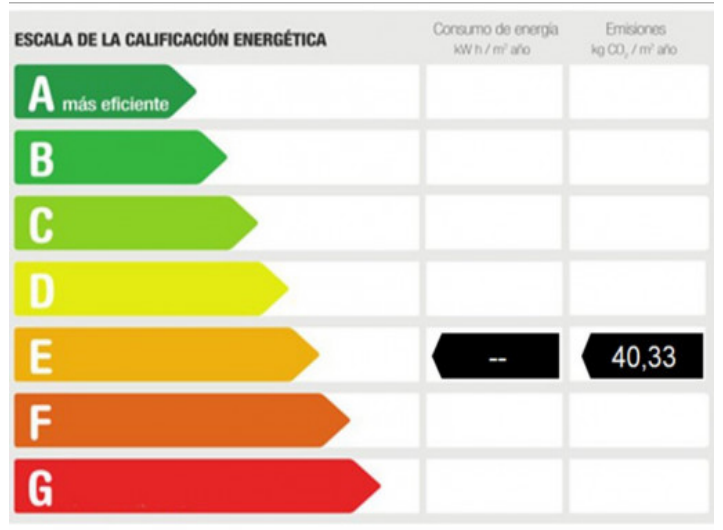 ESCALA DE LA CALIFICACIÓN ENERGÉTICA
Consumo de energía
kW h / m² año
Emisiones
kg CO₂ / m² año
A más eficiente
B
C
D
E -- 40,33
F
G